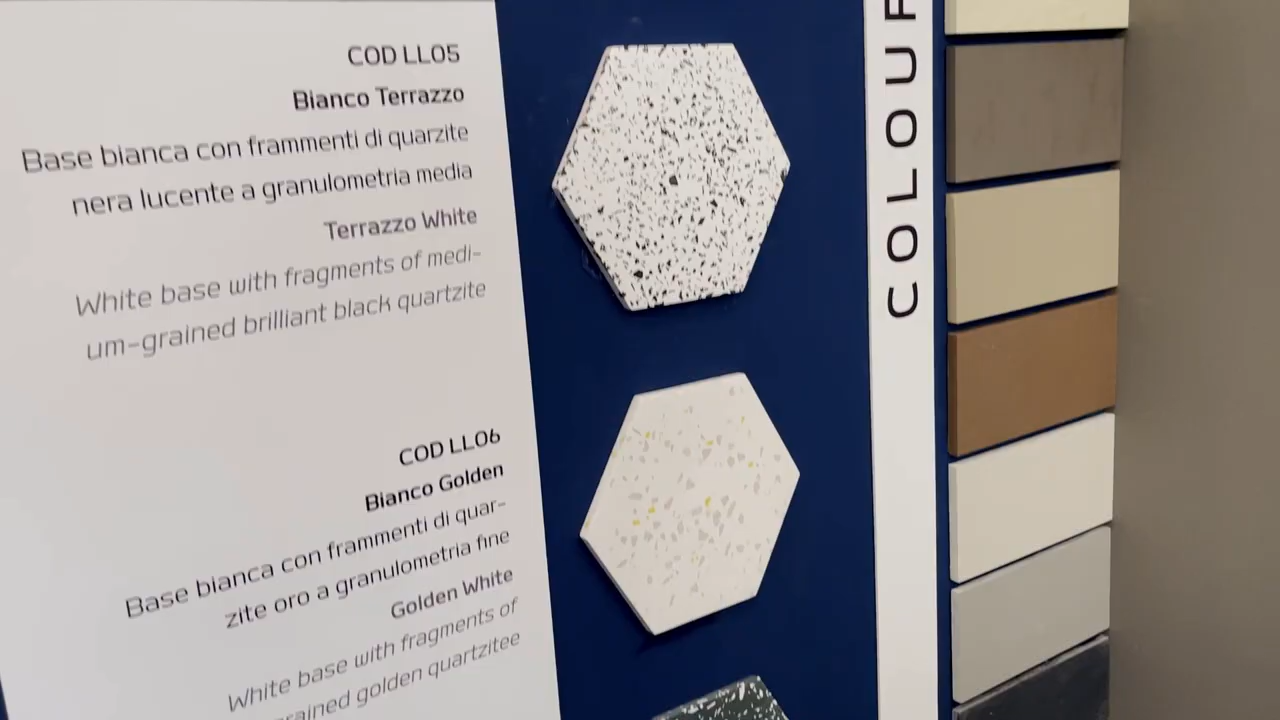 COD LL05
Bianco Terrazzo
Base bianca con frammenti di quarzite
nera lucente a granulometria media
Terrazzo White
White base with fragments of medi-
um-grained brilliant black quartzite
COD LL06
Bianco Golden
Base bianca con frammenti di quar-
zite oro a granulometria fine
Golden White
White base with fragments of
golden quartzitee
COLOUR